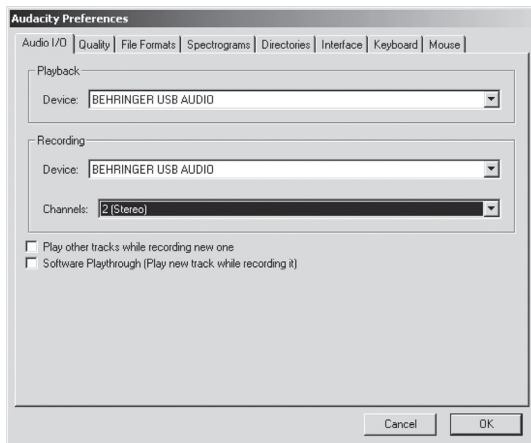 Audacity Preferences
Audio I/O Quality File Formats Spectrograms Directories Interface Keyboard Mouse
Playback
Device: BEHRINGER USB AUDIO
Recording
Device: BEHRINGER USB AUDIO
Channels: 2 (Stereo)
Play other tracks while recording new one
Software Playthrough (Play new track while recording it)
Cancel OK